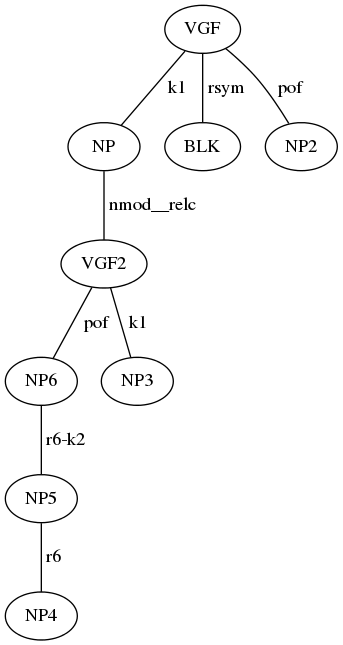 VGF
k1 rsym pof
NP BLK NP2
nmod__relc
VGF2
pof k1
NP6 NP3
r6-k2
NP5
r6
NP4